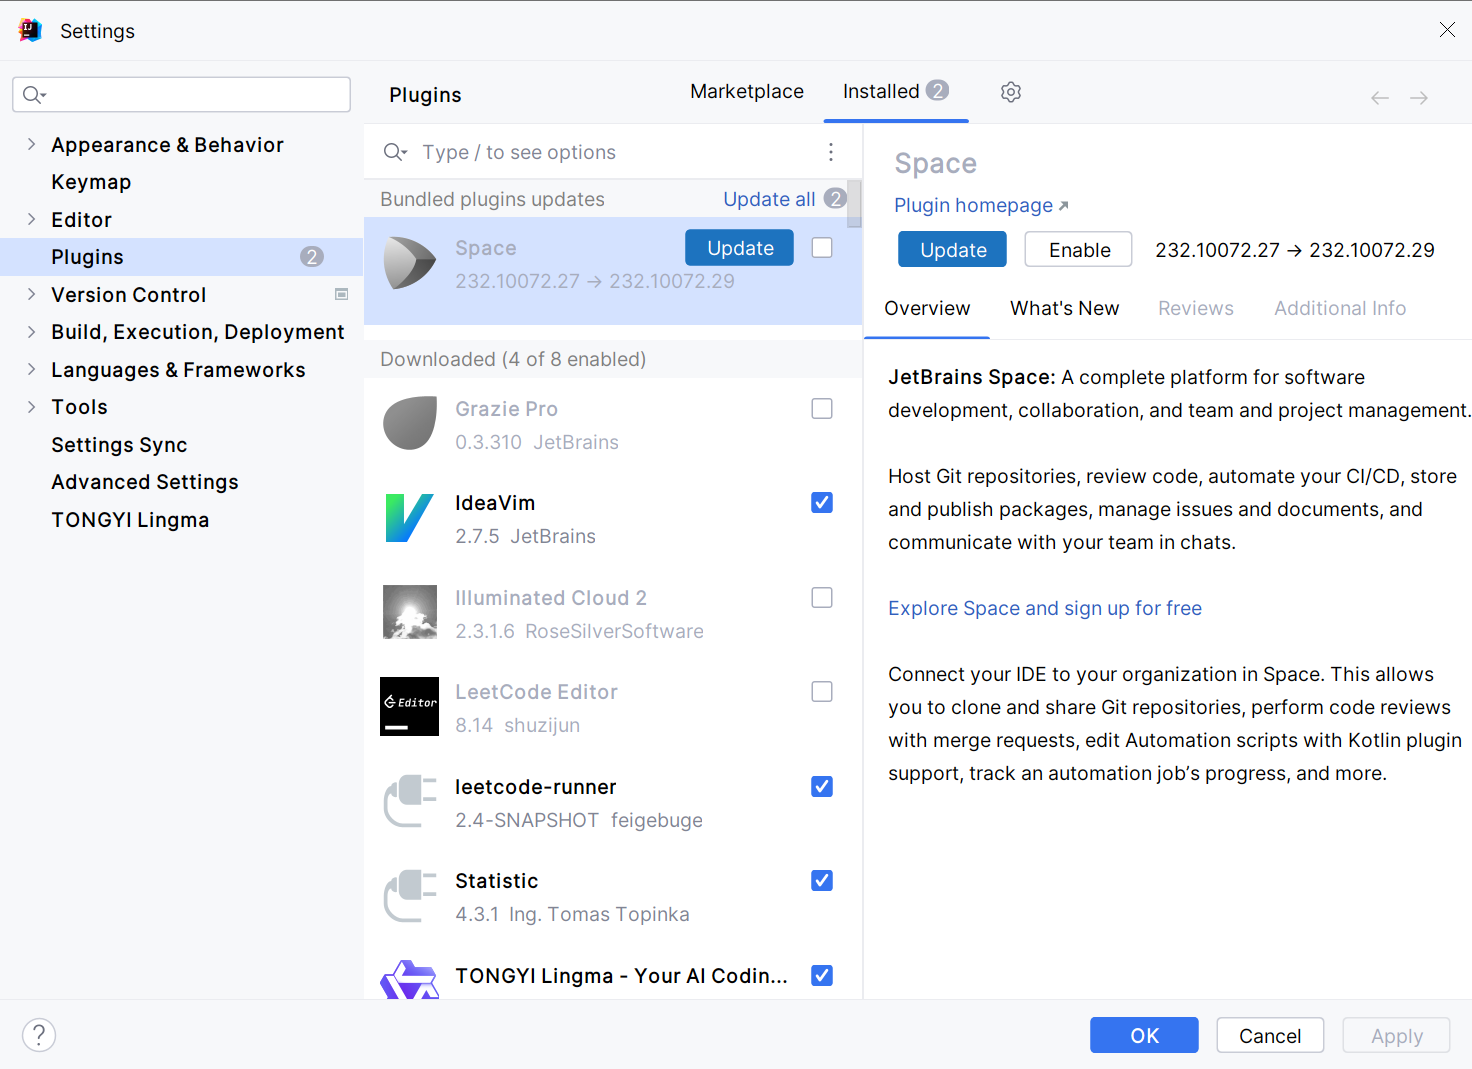 Settings
Appearance & Behavior
Keymap
Editor
Plugins 2
Version Control
Build, Execution, Deployment
Languages & Frameworks
Tools
Settings Sync
Advanced Settings
TONGYI Lingma
Plugins
Marketplace
Installed 2
Type / to see options
Bundled plugins updates
Update all 2
Space
Update
232.10072.27 → 232.10072.29
Downloaded (4 of 8 enabled)
Grazie Pro
0.3.310 JetBrains
IdeaVim
2.7.5 JetBrains
Illuminated Cloud 2
2.3.1.6 RoseSilverSoftware
Editor
LeetCode Editor
8.14 shuzijun
leetcode-runner
2.4-SNAPSHOT feigebuge
Statistic
4.3.1 Ing. Tomas Topinka
TONGYI Lingma - Your AI Codin...
Space
Plugin homepage
Update
Enable
232.10072.27 → 232.10072.29
Overview
What's New
Reviews
Additional Info
JetBrains Space: A complete platform for software
development, collaboration, and team and project management.
Host Git repositories, review code, automate your CI/CD, store
and publish packages, manage issues and documents, and
communicate with your team in chats.
Explore Space and sign up for free
Connect your IDE to your organization in Space. This allows
you to clone and share Git repositories, perform code reviews
with merge requests, edit Automation scripts with Kotlin plugin
support, track an automation job’s progress, and more.
?
OK
Cancel
Apply